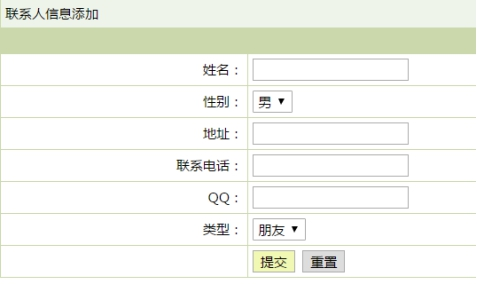 联系人信息添加
姓名：
性别： 男
地址：
联系电话：
QQ：
类型： 朋友
提交 重置